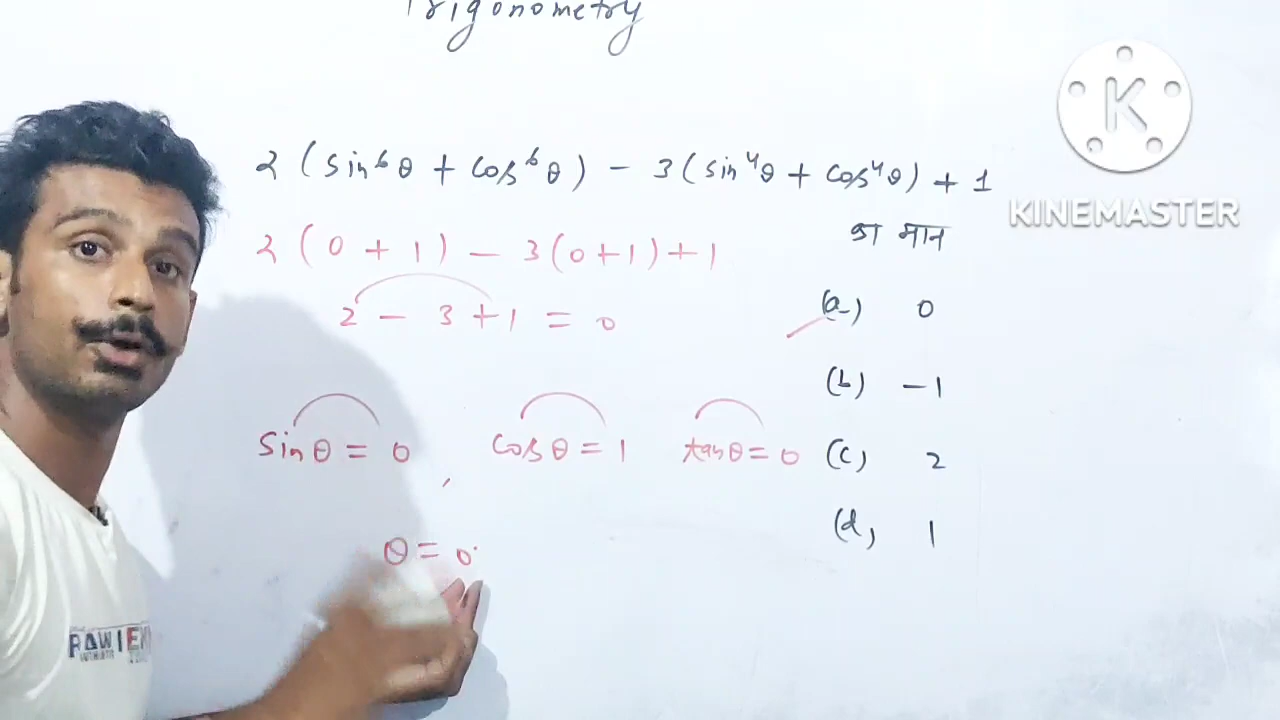 Trigonometry
2 (sin⁶θ + cos⁶θ) - 3 (sin⁴θ + cos⁴θ) + 1
का मान
2 (0 + 1) - 3 (0 + 1) + 1
2 - 3 + 1 = 0
(a) 0
(b) -1
sinθ = 0, cosθ = 1 tanθ = 0
(c) 2
(d) 1
θ = 0°
K
KINEMASTER